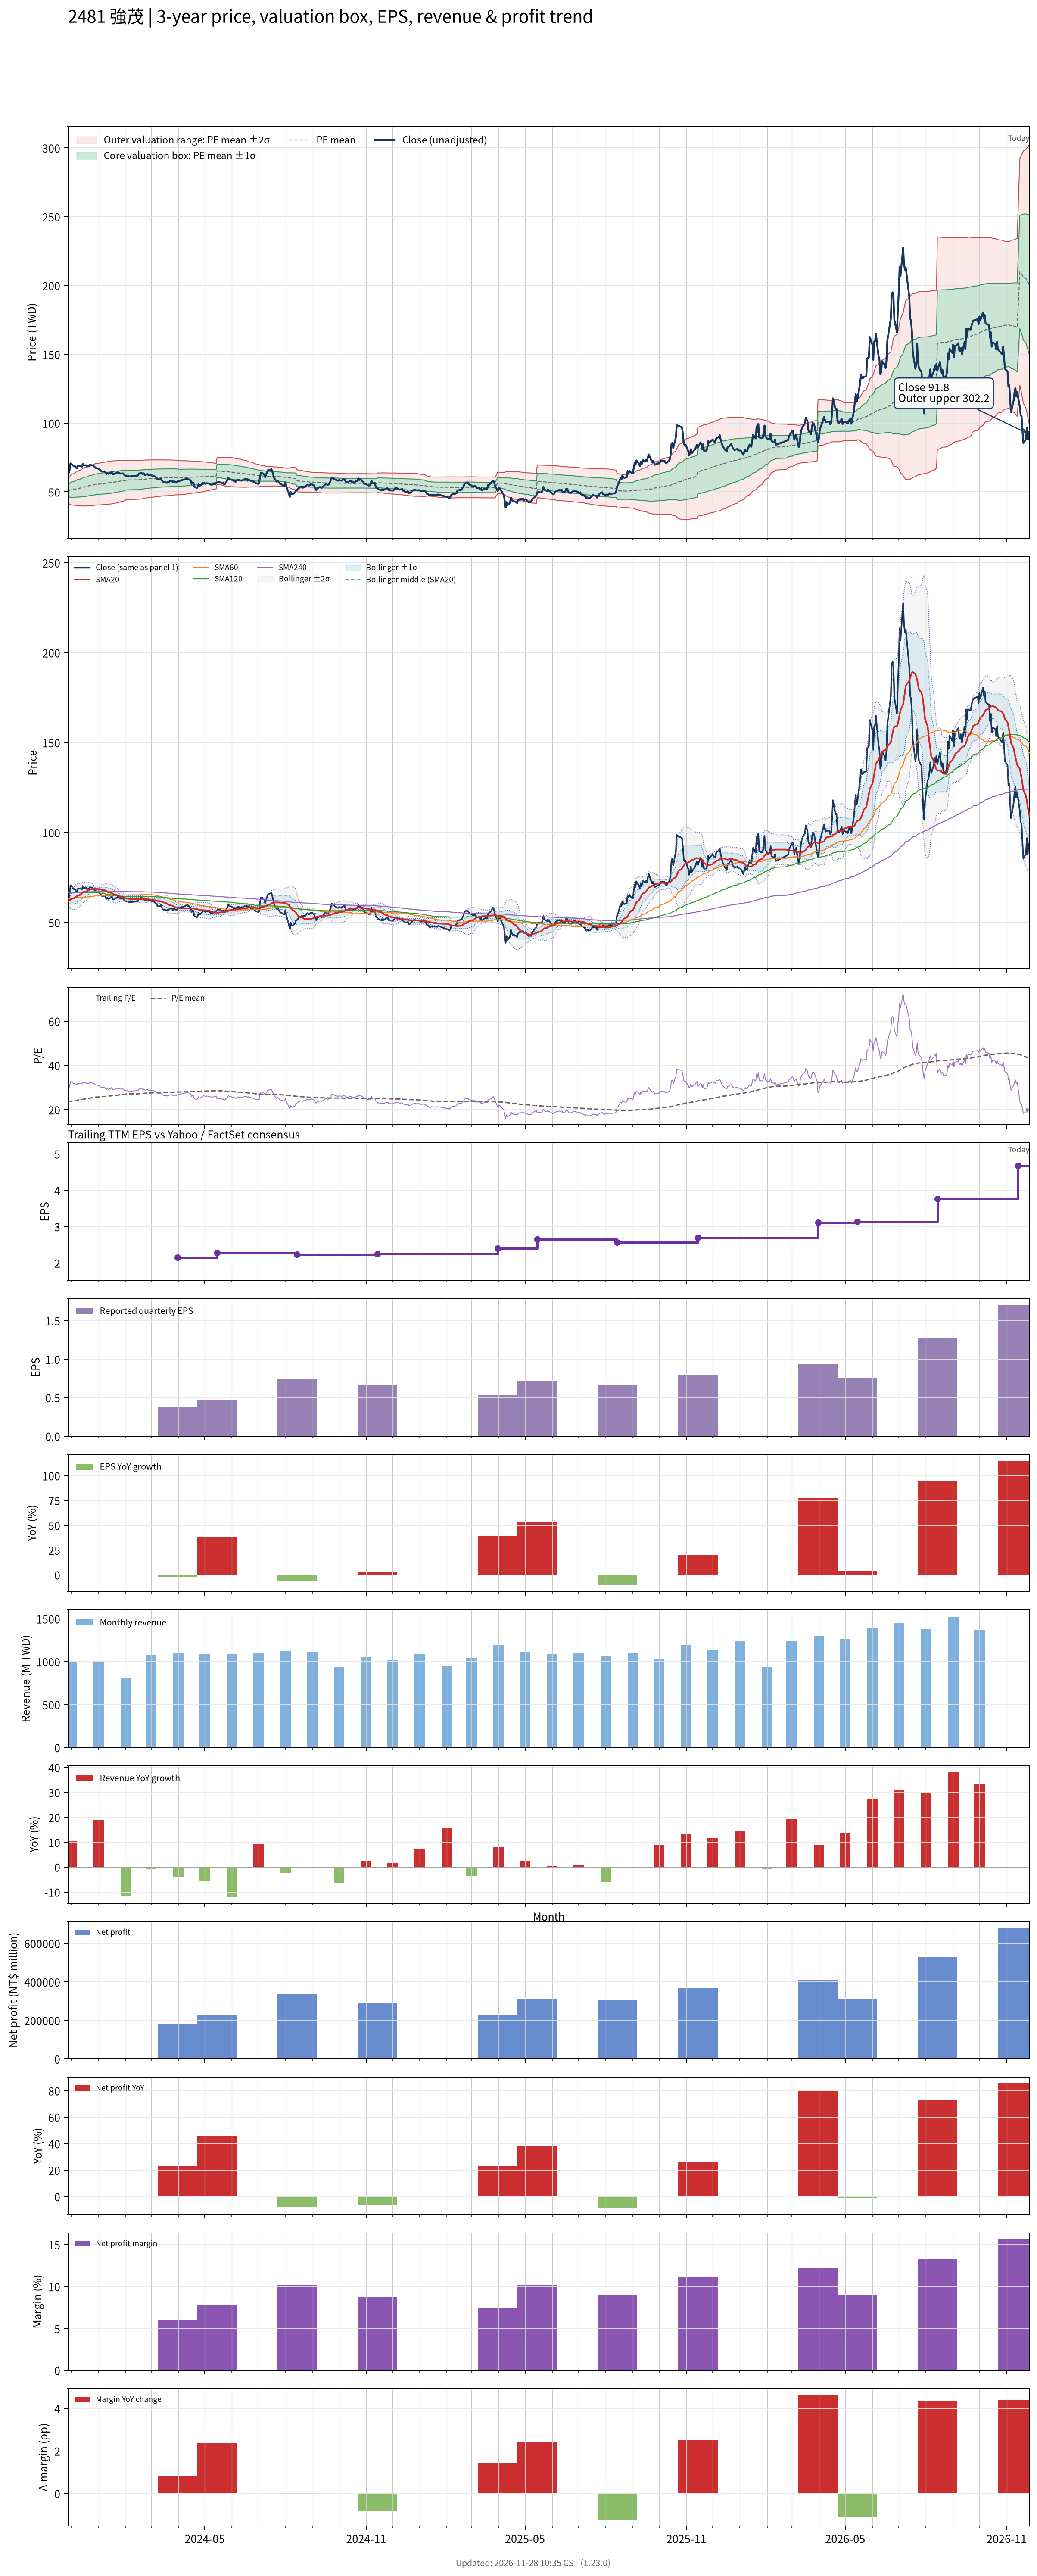 2481 強茂 | 3-year price, valuation box, EPS, revenue & profit trend
Outer valuation range: PE mean ±2σ
Core valuation box: PE mean ±1σ
PE mean
Close (unadjusted)
Today
Price (TWD)
300
250
200
150
100
50
Close 91.8
Outer upper 302.2
Close (same as panel 1)
SMA20
SMA60
SMA120
SMA240
Bollinger ±2σ
Bollinger ±1σ
Bollinger middle (SMA20)
Price
250
200
150
100
50
Trailing P/E
P/E mean
P/E
60
40
20
Trailing TTM EPS vs Yahoo / FactSet consensus
Today
EPS
5
4
3
2
Reported quarterly EPS
EPS
1.5
1.0
0.5
0.0
EPS YoY growth
YoY (%)
100
75
50
25
0
Monthly revenue
Revenue (M TWD)
1500
1000
500
0
Revenue YoY growth
YoY (%)
40
30
20
10
0
-10
Month
Net profit
Net profit (NT$ million)
600000
400000
200000
0
Net profit YoY
YoY (%)
80
60
40
20
0
Net profit margin
Margin (%)
15
10
5
0
Margin YoY change
Δ margin (pp)
4
2
0
2024-05
2024-11
2025-05
2025-11
2026-05
2026-11
Updated: 2026-11-28 10:35 CST (1.23.0)